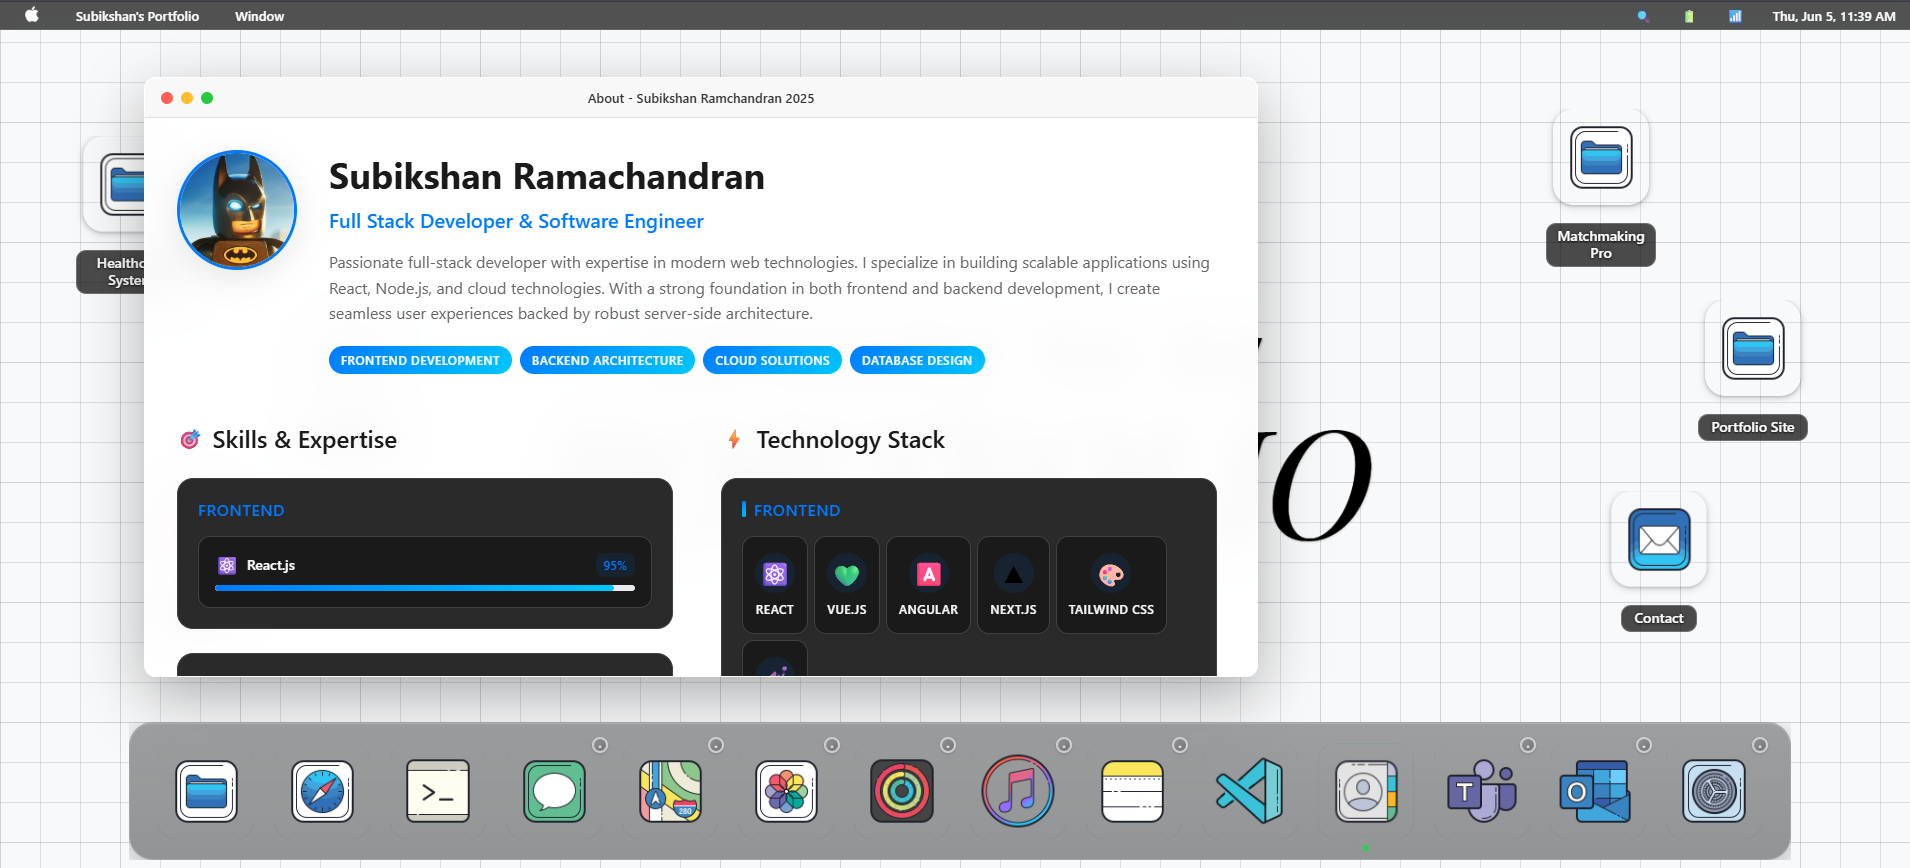 Subikshan's Portfolio
Window
Thu, Jun 5, 11:39 AM
About - Subikshan Ramchandran 2025
Subikshan Ramachandran
Full Stack Developer & Software Engineer
Passionate full-stack developer with expertise in modern web technologies. I specialize in building scalable applications using
React, Node.js, and cloud technologies. With a strong foundation in both frontend and backend development, I create
seamless user experiences backed by robust server-side architecture.
FRONTEND DEVELOPMENT
BACKEND ARCHITECTURE
CLOUD SOLUTIONS
DATABASE DESIGN
🎯 Skills & Expertise
FRONTEND
React.js
95%
⚡ Technology Stack
FRONTEND
REACT
VUE.JS
A
ANGULAR
NEXT.JS
TAILWIND CSS
Matchmaking
Pro
Portfolio Site
Contact
>_
280
T
O